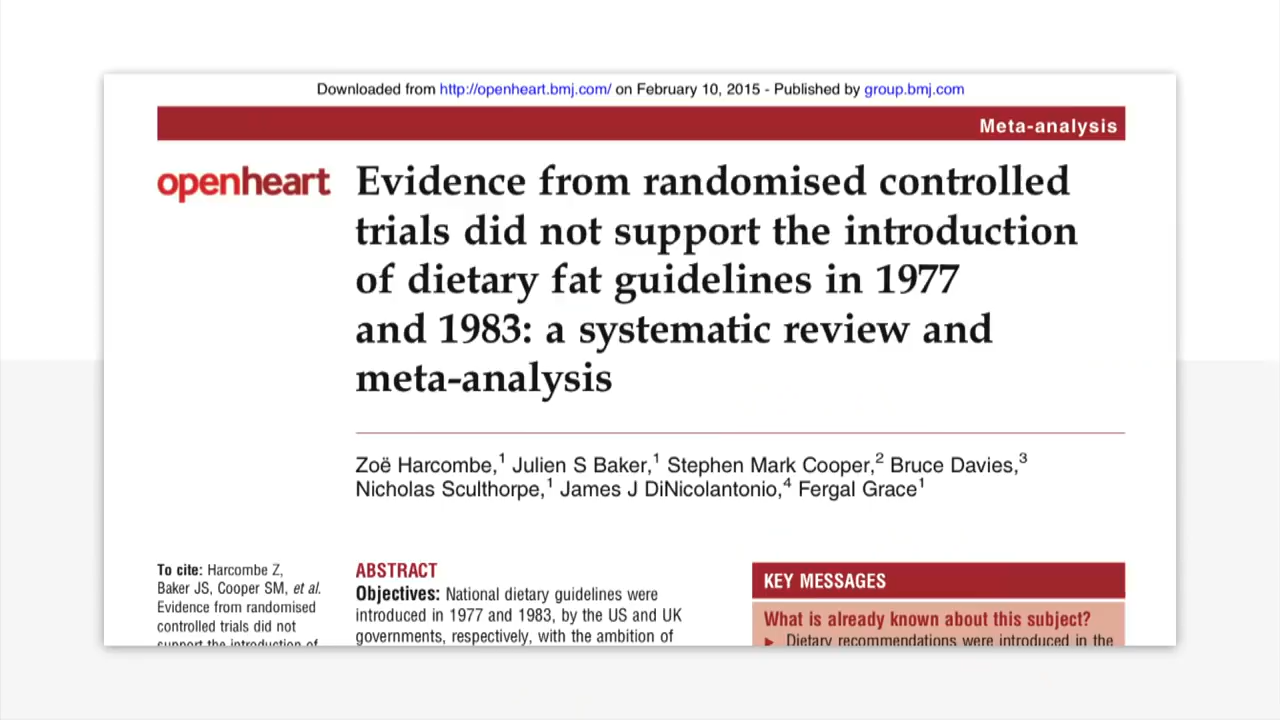 Downloaded from http://openheart.bmj.com/ on February 10, 2015 - Published by group.bmj.com
Meta-analysis
openheart
Evidence from randomised controlled
trials did not support the introduction
of dietary fat guidelines in 1977
and 1983: a systematic review and
meta-analysis
Zoë Harcombe,1 Julien S Baker,1 Stephen Mark Cooper,2 Bruce Davies,3
Nicholas Sculthorpe,1 James J DiNicolantonio,4 Fergal Grace1
To cite: Harcombe Z,
Baker JS, Cooper SM, et al.
Evidence from randomised
controlled trials did not
support the introduction of
ABSTRACT
Objectives: National dietary guidelines were
introduced in 1977 and 1983, by the US and UK
governments, respectively, with the ambition of
KEY MESSAGES
What is already known about this subject?
► Dietary recommendations were introduced in the